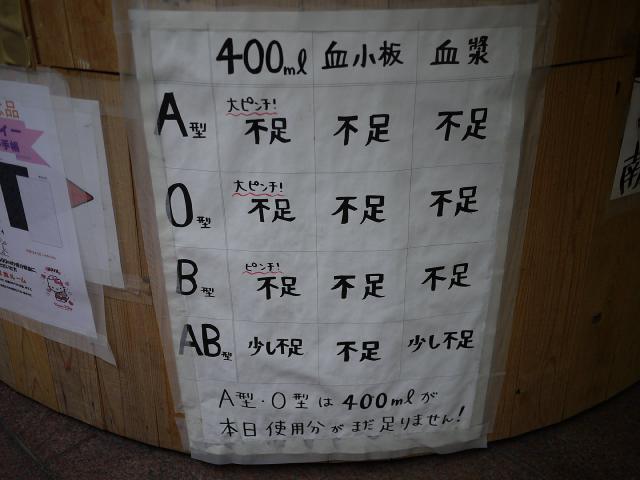 400ml 血小板 血漿
大ピンチ!
A型 不足 不足 不足
大ピンチ!
O型 不足 不足 不足
ピンチ!
B型 不足 不足 不足
AB型 少し不足 不足 少し不足
A型・O型は400mlが
本日使用分がまだ足りません!